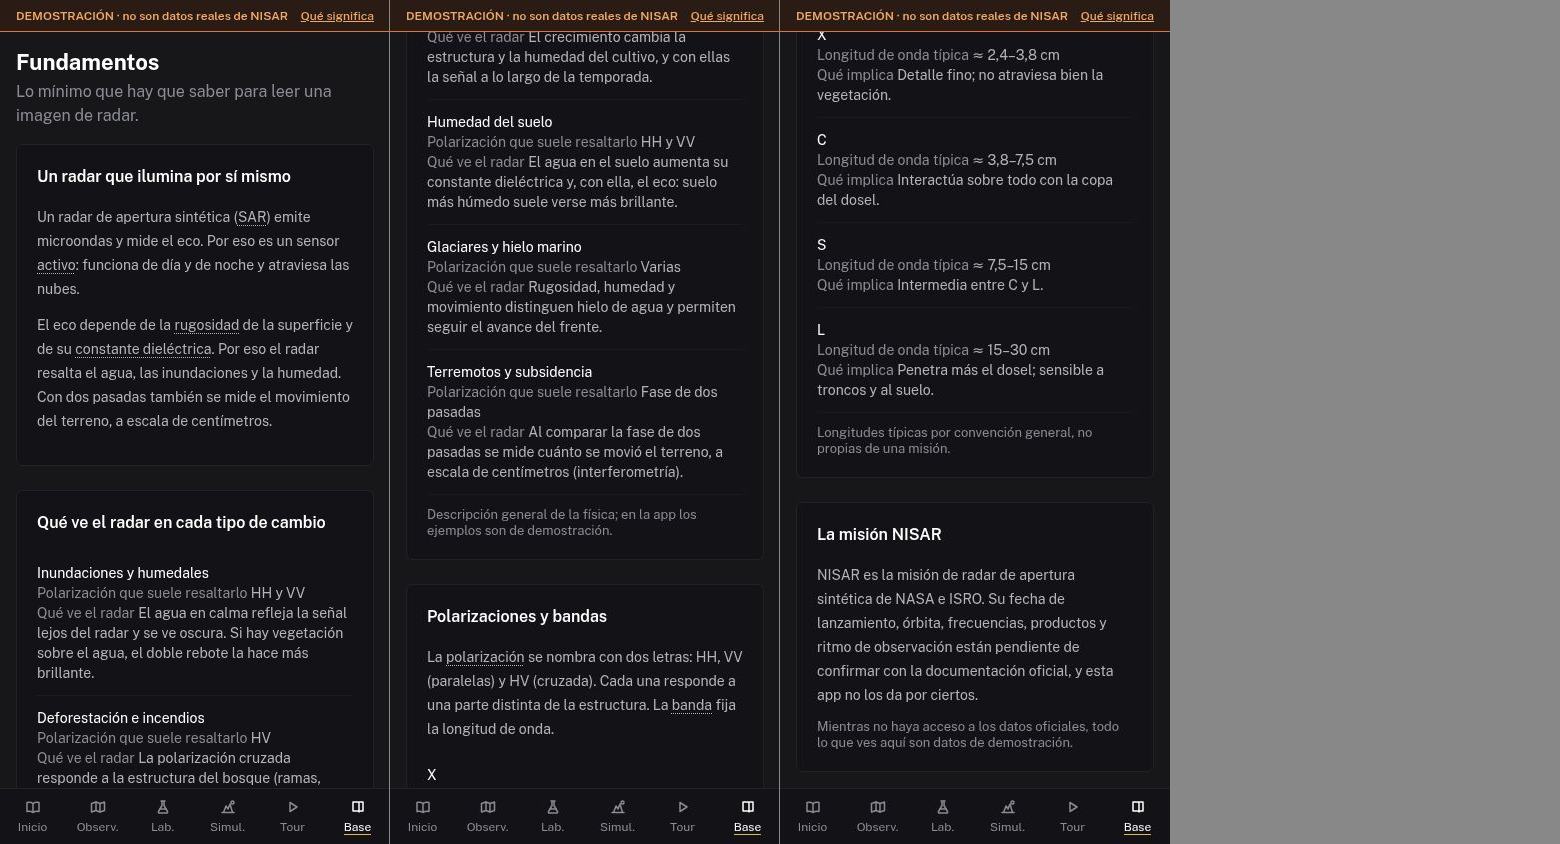 DEMOSTRACIÓN · no son datos reales de NISAR Qué significa
Fundamentos
Lo mínimo que hay que saber para leer una
imagen de radar.
Un radar que ilumina por sí mismo
Un radar de apertura sintética (SAR) emite
microondas y mide el eco. Por eso es un sensor
activo: funciona de día y de noche y atraviesa las
nubes.
El eco depende de la rugosidad de la superficie y
de su constante dieléctrica. Por eso el radar
resalta el agua, las inundaciones y la humedad.
Con dos pasadas también se mide el movimiento
del terreno, a escala de centímetros.
Qué ve el radar en cada tipo de cambio
Inundaciones y humedales
Polarización que suele resaltarlo HH y VV
Qué ve el radar El agua en calma refleja la señal
lejos del radar y se ve oscura. Si hay vegetación
sobre el agua, el doble rebote la hace más
brillante.
Deforestación e incendios
Polarización que suele resaltarlo HV
Qué ve el radar La polarización cruzada
responde a la estructura del bosque (ramas,
Inicio Observ. Lab. Simul. Tour Base
DEMOSTRACIÓN · no son datos reales de NISAR Qué significa
Qué ve el radar El crecimiento cambia la
estructura y la humedad del cultivo, y con ellas
la señal a lo largo de la temporada.
Humedad del suelo
Polarización que suele resaltarlo HH y VV
Qué ve el radar El agua en el suelo aumenta su
constante dieléctrica y, con ella, el eco: suelo
más húmedo suele verse más brillante.
Glaciares y hielo marino
Polarización que suele resaltarlo Varias
Qué ve el radar Rugosidad, humedad y
movimiento distinguen hielo de agua y permiten
seguir el avance del frente.
Terremotos y subsidencia
Polarización que suele resaltarlo Fase de dos
pasadas
Qué ve el radar Al comparar la fase de dos
pasadas se mide cuánto se movió el terreno, a
escala de centímetros (interferometría).
Descripción general de la física; en la app los
ejemplos son de demostración.
Polarizaciones y bandas
La polarización se nombra con dos letras: HH, VV
(paralelas) y HV (cruzada). Cada una responde a
una parte distinta de la estructura. La banda fija
la longitud de onda.
X
Inicio Observ. Lab. Simul. Tour Base
DEMOSTRACIÓN · no son datos reales de NISAR Qué significa
X
Longitud de onda típica ≈ 2,4–3,8 cm
Qué implica Detalle fino; no atraviesa bien la
vegetación.
C
Longitud de onda típica ≈ 3,8–7,5 cm
Qué implica Interactúa sobre todo con la copa
del dosel.
S
Longitud de onda típica ≈ 7,5–15 cm
Qué implica Intermedia entre C y L.
L
Longitud de onda típica ≈ 15–30 cm
Qué implica Penetra más el dosel; sensible a
troncos y al suelo.
Longitudes típicas por convención general, no
propias de una misión.
La misión NISAR
NISAR es la misión de radar de apertura
sintética de NASA e ISRO. Su fecha de
lanzamiento, órbita, frecuencias, productos y
ritmo de observación están pendiente de
confirmar con la documentación oficial, y esta
app no los da por ciertos.
Mientras no haya acceso a los datos oficiales, todo
lo que ves aquí son datos de demostración.
Inicio Observ. Lab. Simul. Tour Base